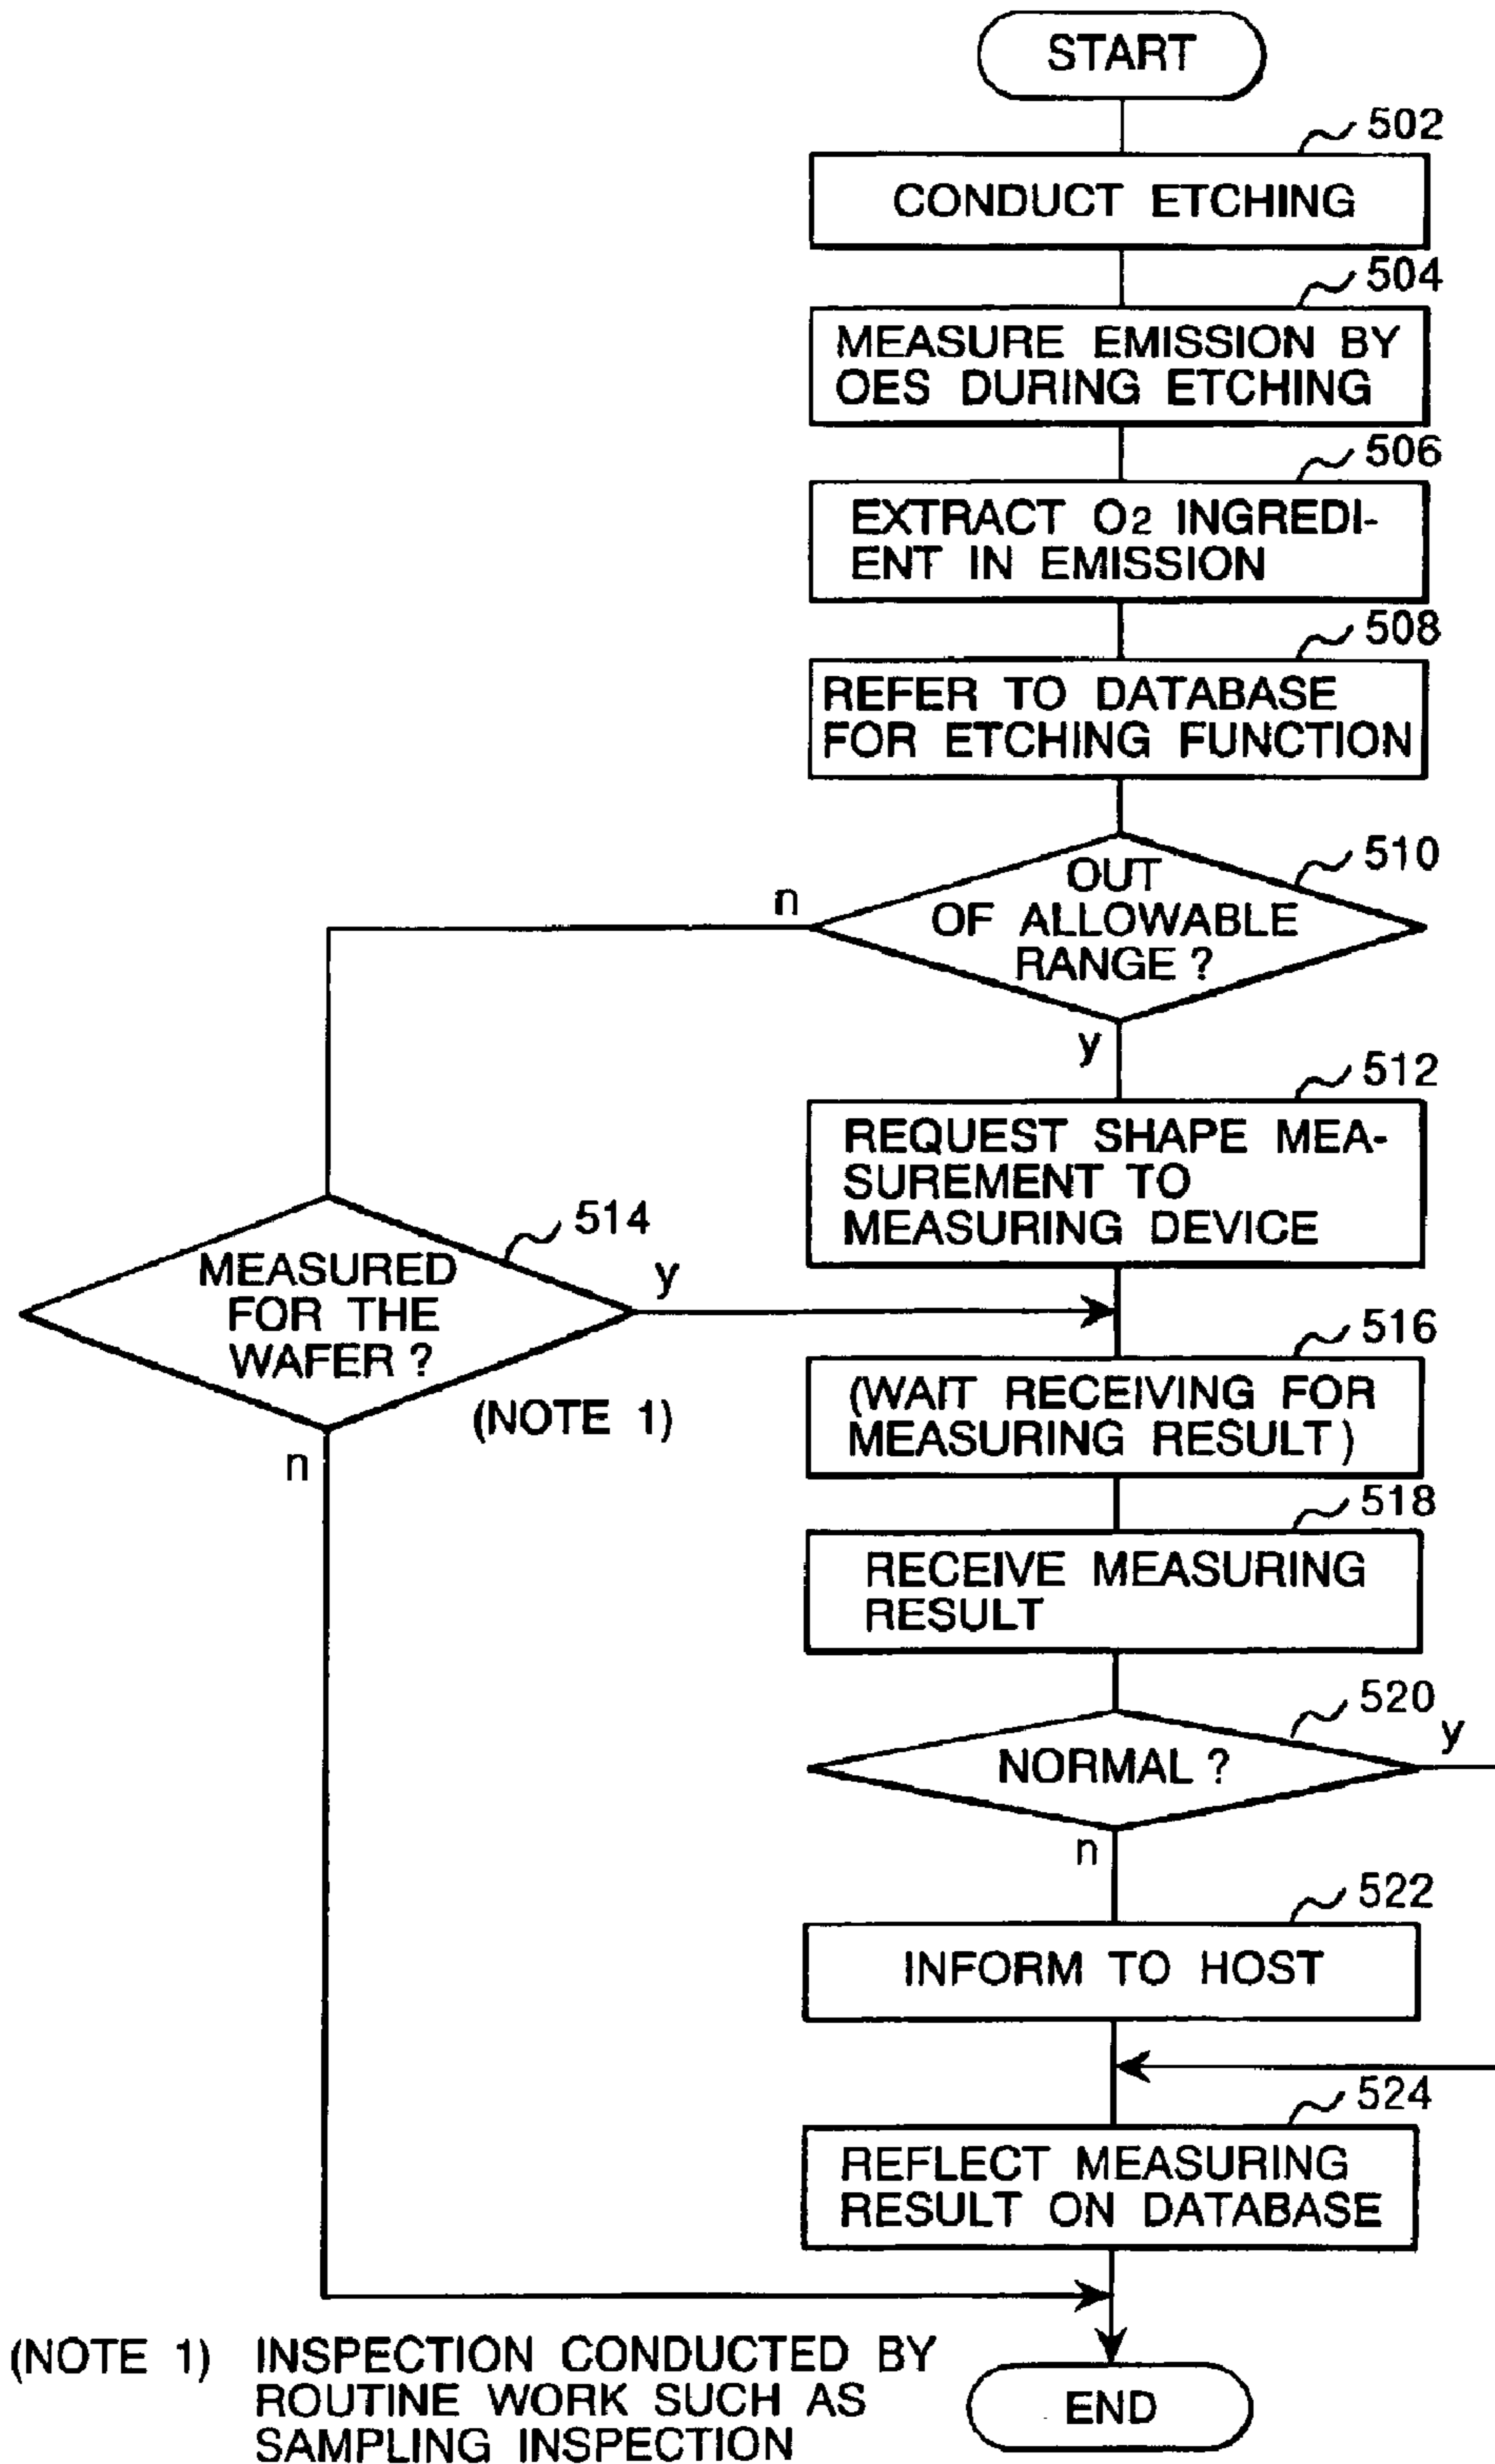 START
502
CONDUCT ETCHING
504
MEASURE EMISSION BY
OES DURING ETCHING
506
EXTRACT O2 INGREDI-
ENT IN EMISSION
508
REFER TO DATABASE
FOR ETCHING FUNCTION
510
OUT
OF ALLOWABLE
RANGE ?
n
y
512
REQUEST SHAPE MEA-
SUREMENT TO
MEASURING DEVICE
514
MEASURED
FOR THE
WAFER ?
y
(NOTE 1)
n
516
(WAIT RECEIVING FOR
MEASURING RESULT)
518
RECEIVE MEASURING
RESULT
520
NORMAL ?
y
n
522
INFORM TO HOST
524
REFLECT MEASURING
RESULT ON DATABASE
END
(NOTE 1) INSPECTION CONDUCTED BY
ROUTINE WORK SUCH AS
SAMPLING INSPECTION